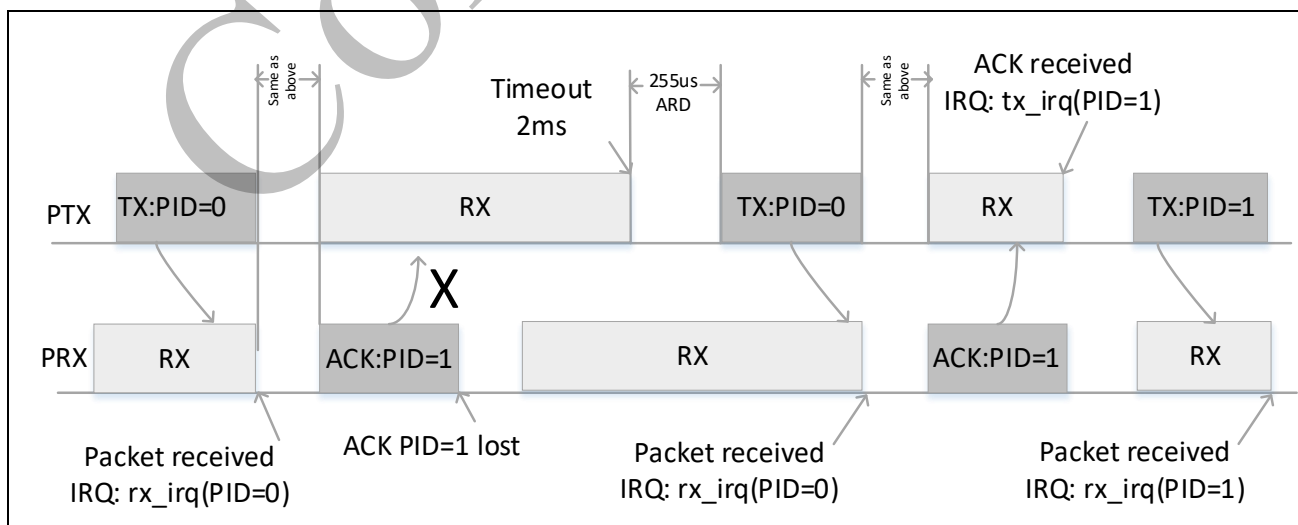 Same as
above
Timeout
2ms
255us
ARD
Same as
above
ACK received
IRQ: tx_irq(PID=1)
PTX
TX:PID=0
RX
TX:PID=0
RX
TX:PID=1
X
PRX
RX
ACK:PID=1
RX
ACK:PID=1
RX
Packet received
IRQ: rx_irq(PID=0)
ACK PID=1 lost
Packet received
IRQ: rx_irq(PID=0)
Packet received
IRQ: rx_irq(PID=1)